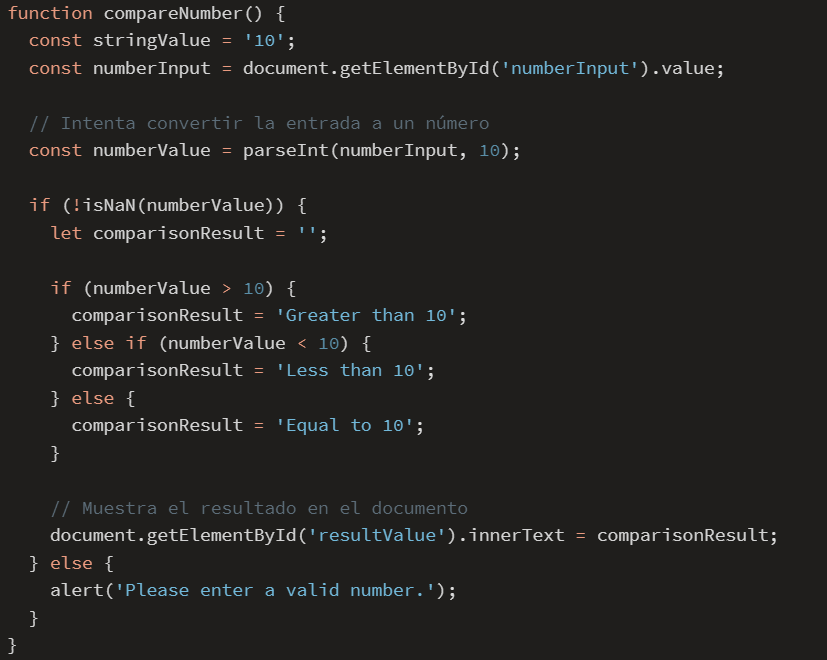 function compareNumber() {
  const stringValue = '10';
  const numberInput = document.getElementById('numberInput').value;

  // Intenta convertir la entrada a un número
  const numberValue = parseInt(numberInput, 10);

  if (!isNaN(numberValue)) {
    let comparisonResult = '';

    if (numberValue > 10) {
      comparisonResult = 'Greater than 10';
    } else if (numberValue < 10) {
      comparisonResult = 'Less than 10';
    } else {
      comparisonResult = 'Equal to 10';
    }

    // Muestra el resultado en el documento
    document.getElementById('resultValue').innerText = comparisonResult;
  } else {
    alert('Please enter a valid number.');
  }
}